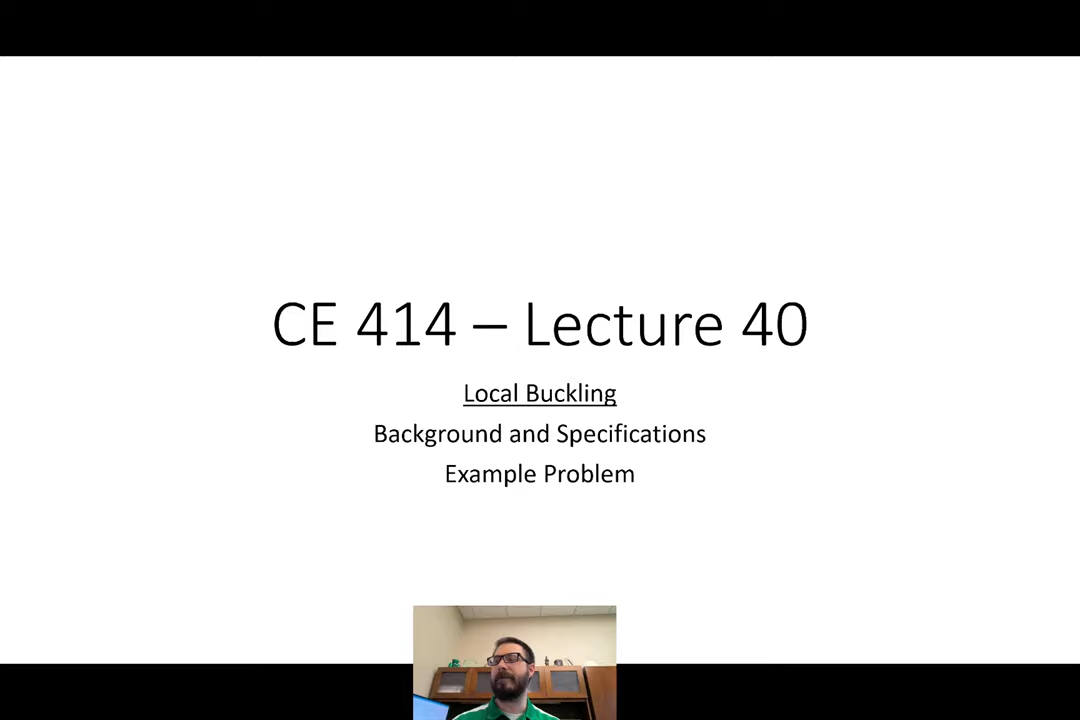 CE 414 – Lecture 40
Local Buckling
Background and Specifications
Example Problem